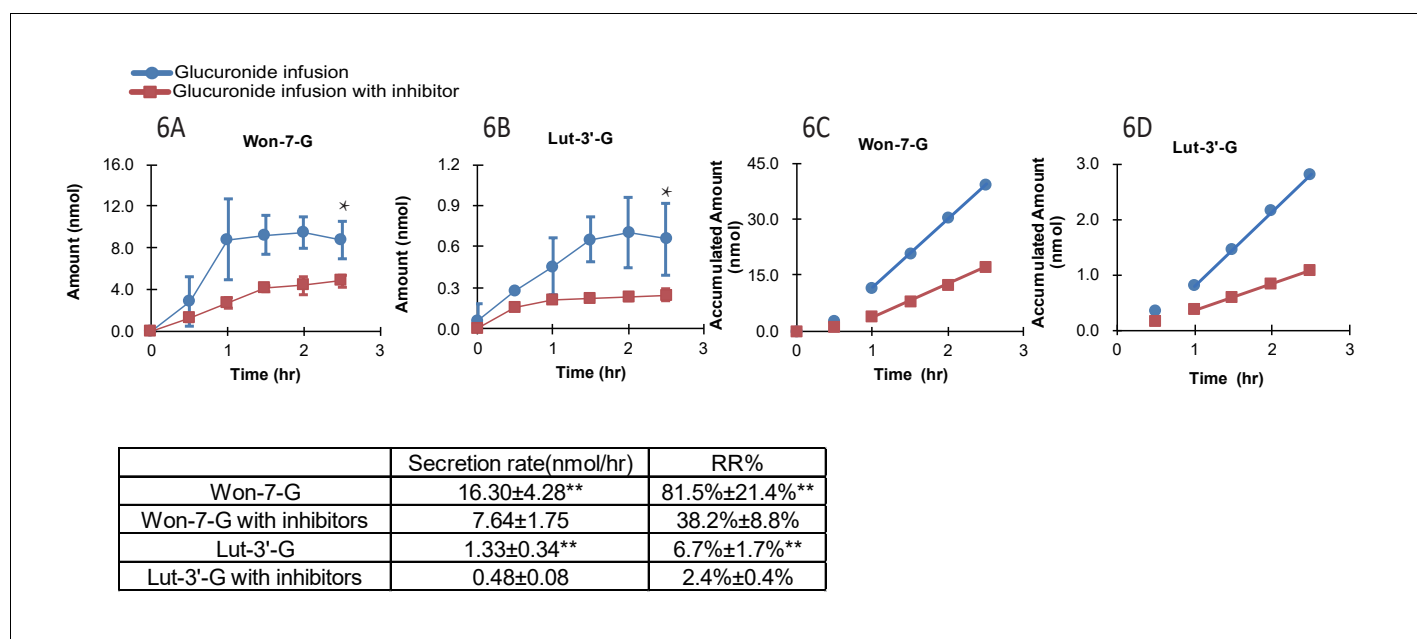 Glucuronide infusion
Glucuronide infusion with inhibitor
6A
Won-7-G
16.0
12.0
8.0
4.0
0.0
Amount (nmol)
*
0 1 2 3
Time (hr)
6B
Lut-3'-G
1.2
0.9
0.6
0.3
0.0
Amount (nmol)
*
0 1 2 3
Time (hr)
6C
Won-7-G
45.0
30.0
15.0
0.0
Accumulated Amount
(nmol)
0 1 2 3
Time (hr)
6D
Lut-3'-G
3.0
2.0
1.0
0.0
Accumulated Amount
(nmol)
0 1 2 3
Time (hr)
Secretion rate(nmol/hr) RR%
Won-7-G 16.30±4.28** 81.5%±21.4%**
Won-7-G with inhibitors 7.64±1.75 38.2%±8.8%
Lut-3'-G 1.33±0.34** 6.7%±1.7%**
Lut-3'-G with inhibitors 0.48±0.08 2.4%±0.4%